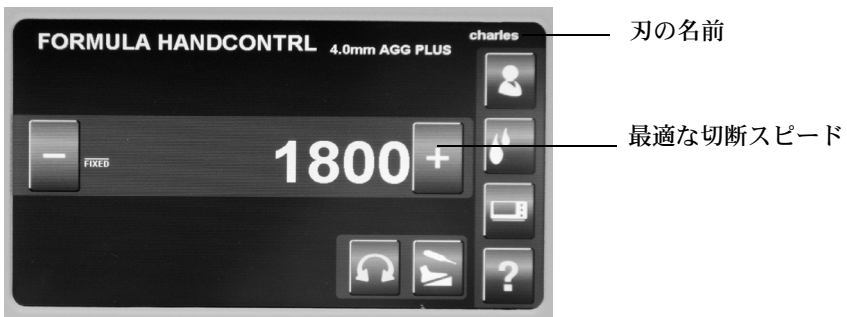 FORMULA HANDCONTRL 4.0mm AGG PLUS charles
刃の名前
最適な切断スピード
− FIXED 1800 +
?